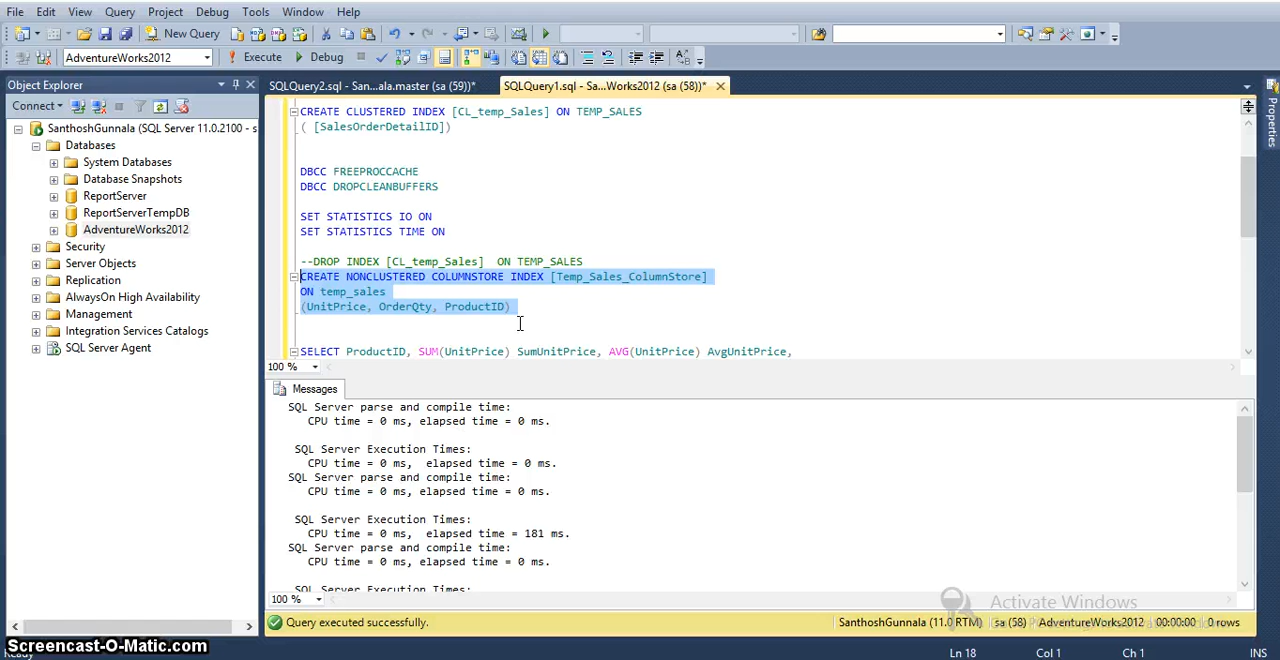 File Edit View Query Project Debug Tools Window Help
New Query
AdventureWorks2012 Execute Debug
Object Explorer
SQLQuery2.sql - San...ala.master (sa (59))* SQLQuery1.sql - Sa...Works2012 (sa (58))*
Connect
SanthoshGunnala (SQL Server 11.0.2100 - s
Databases
System Databases
Database Snapshots
ReportServer
ReportServerTempDB
AdventureWorks2012
Security
Server Objects
Replication
AlwaysOn High Availability
Management
Integration Services Catalogs
SQL Server Agent
CREATE CLUSTERED INDEX [CL_temp_Sales] ON TEMP_SALES
( [SalesOrderDetailID])
DBCC FREEPROCCACHE
DBCC DROPCLEANBUFFERS
SET STATISTICS IO ON
SET STATISTICS TIME ON
--DROP INDEX [CL_temp_Sales] ON TEMP_SALES
CREATE NONCLUSTERED COLUMNSTORE INDEX [Temp_Sales_ColumnStore]
ON temp_sales
(UnitPrice, OrderQty, ProductID)
SELECT ProductID, SUM(UnitPrice) SumUnitPrice, AVG(UnitPrice) AvgUnitPrice,
100 %
Properties
Messages
SQL Server parse and compile time:
CPU time = 0 ms, elapsed time = 0 ms.
SQL Server Execution Times:
CPU time = 0 ms, elapsed time = 0 ms.
SQL Server parse and compile time:
CPU time = 0 ms, elapsed time = 0 ms.
SQL Server Execution Times:
CPU time = 0 ms, elapsed time = 181 ms.
SQL Server parse and compile time:
CPU time = 0 ms, elapsed time = 0 ms.
SQL Server Execution Times:
100 %
Activate Windows
Query executed successfully. SanthoshGunnala (11.0 RTM) sa (58) AdventureWorks2012 00:00:00 0 rows
Screencast-O-Matic.com
Ready Ln 18 Col 1 Ch 1 INS